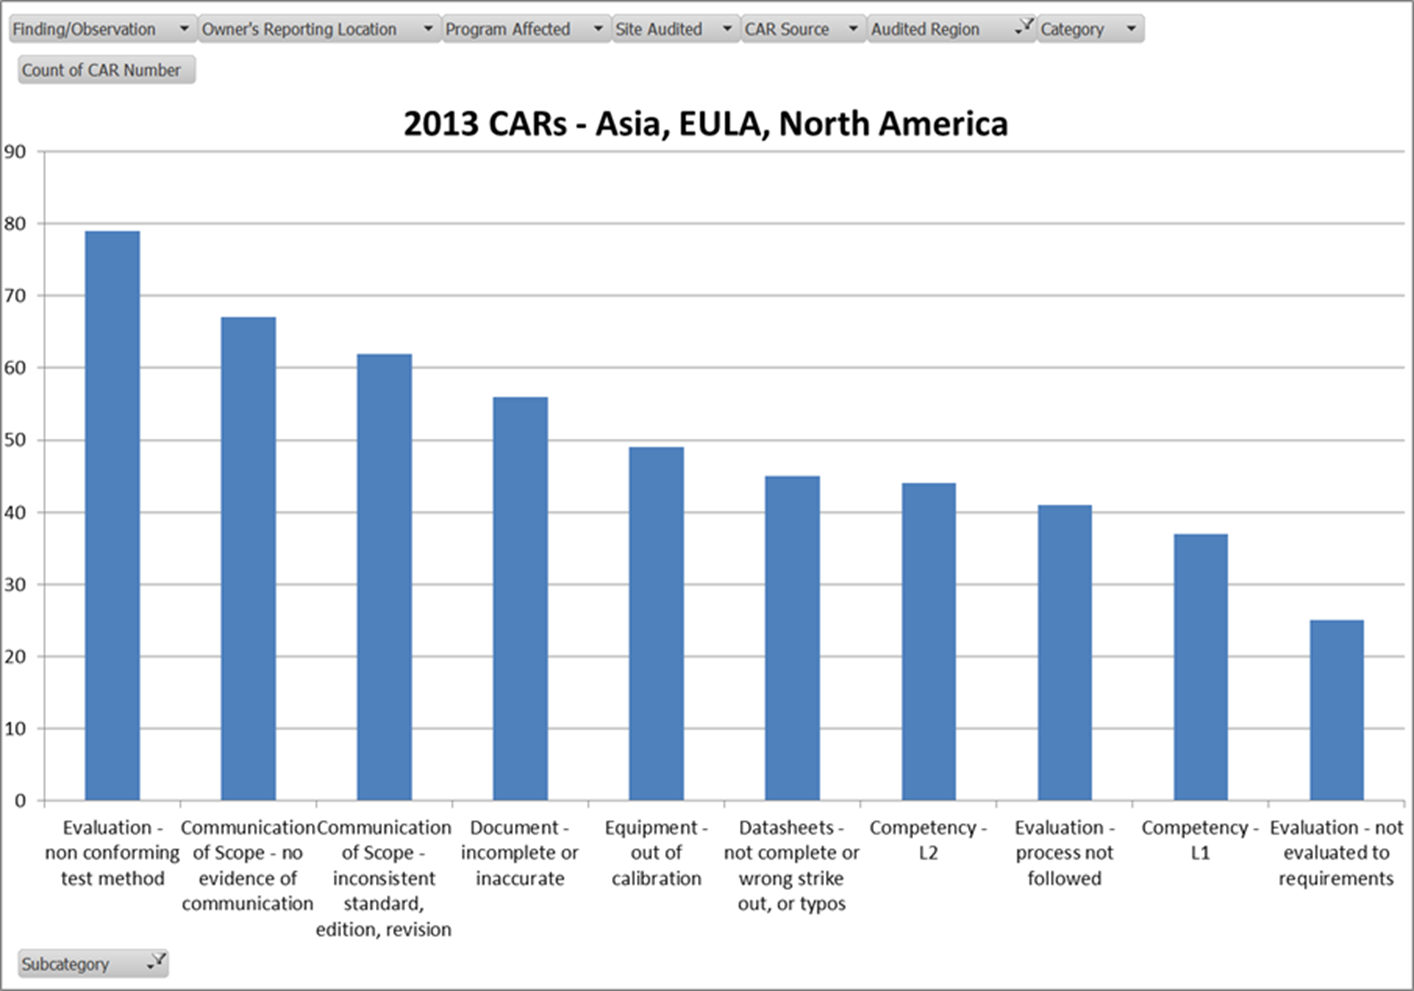 Finding/Observation Owner's Reporting Location Program Affected Site Audited CAR Source Audited Region Category
Count of CAR Number
2013 CARs - Asia, EULA, North America
90
80
70
60
50
40
30
20
10
0
Evaluation -
non conforming
test method
Communication
of Scope - no
evidence of
communication
Communication
of Scope -
inconsistent
standard,
edition, revision
Document -
incomplete or
inaccurate
Equipment -
out of
calibration
Datasheets -
not complete or
wrong strike
out, or typos
Competency -
L2
Evaluation -
process not
followed
Competency -
L1
Evaluation - not
evaluated to
requirements
Subcategory